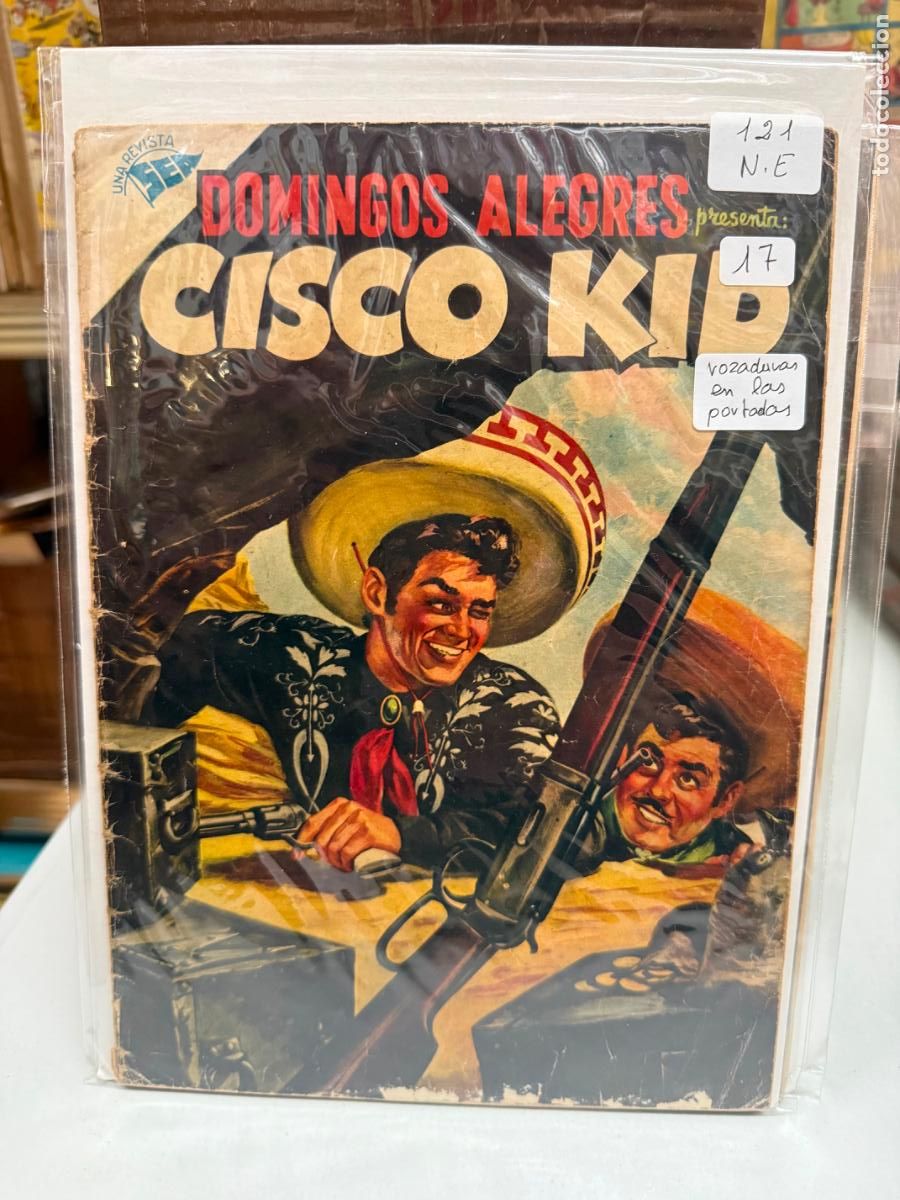 UNA REVISTA
SEA
DOMINGOS ALEGRES
presenta:
CISCO KID
121
N.E
17
rozaduras
en las
portadas
todocoleccion